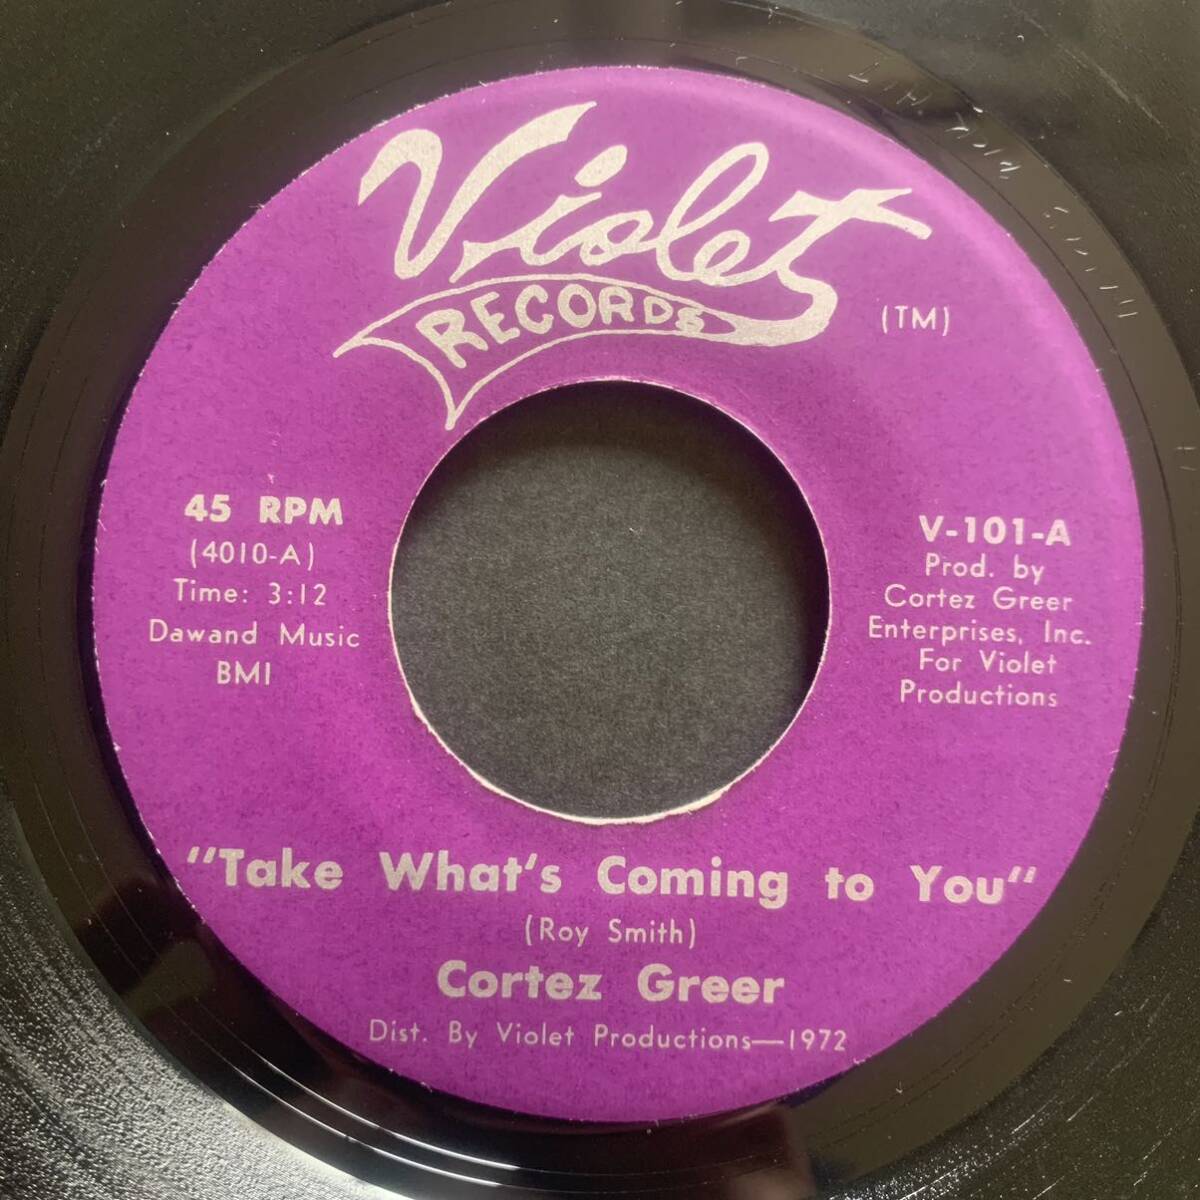 Violet
RECORDS
(TM)
45 RPM
(4010-A)
Time: 3:12
Dawand Music
BMI
V-101-A
Prod. by
Cortez Greer
Enterprises, Inc.
For Violet
Productions
"Take What's Coming to You"
(Roy Smith)
Cortez Greer
Dist. By Violet Productions—1972